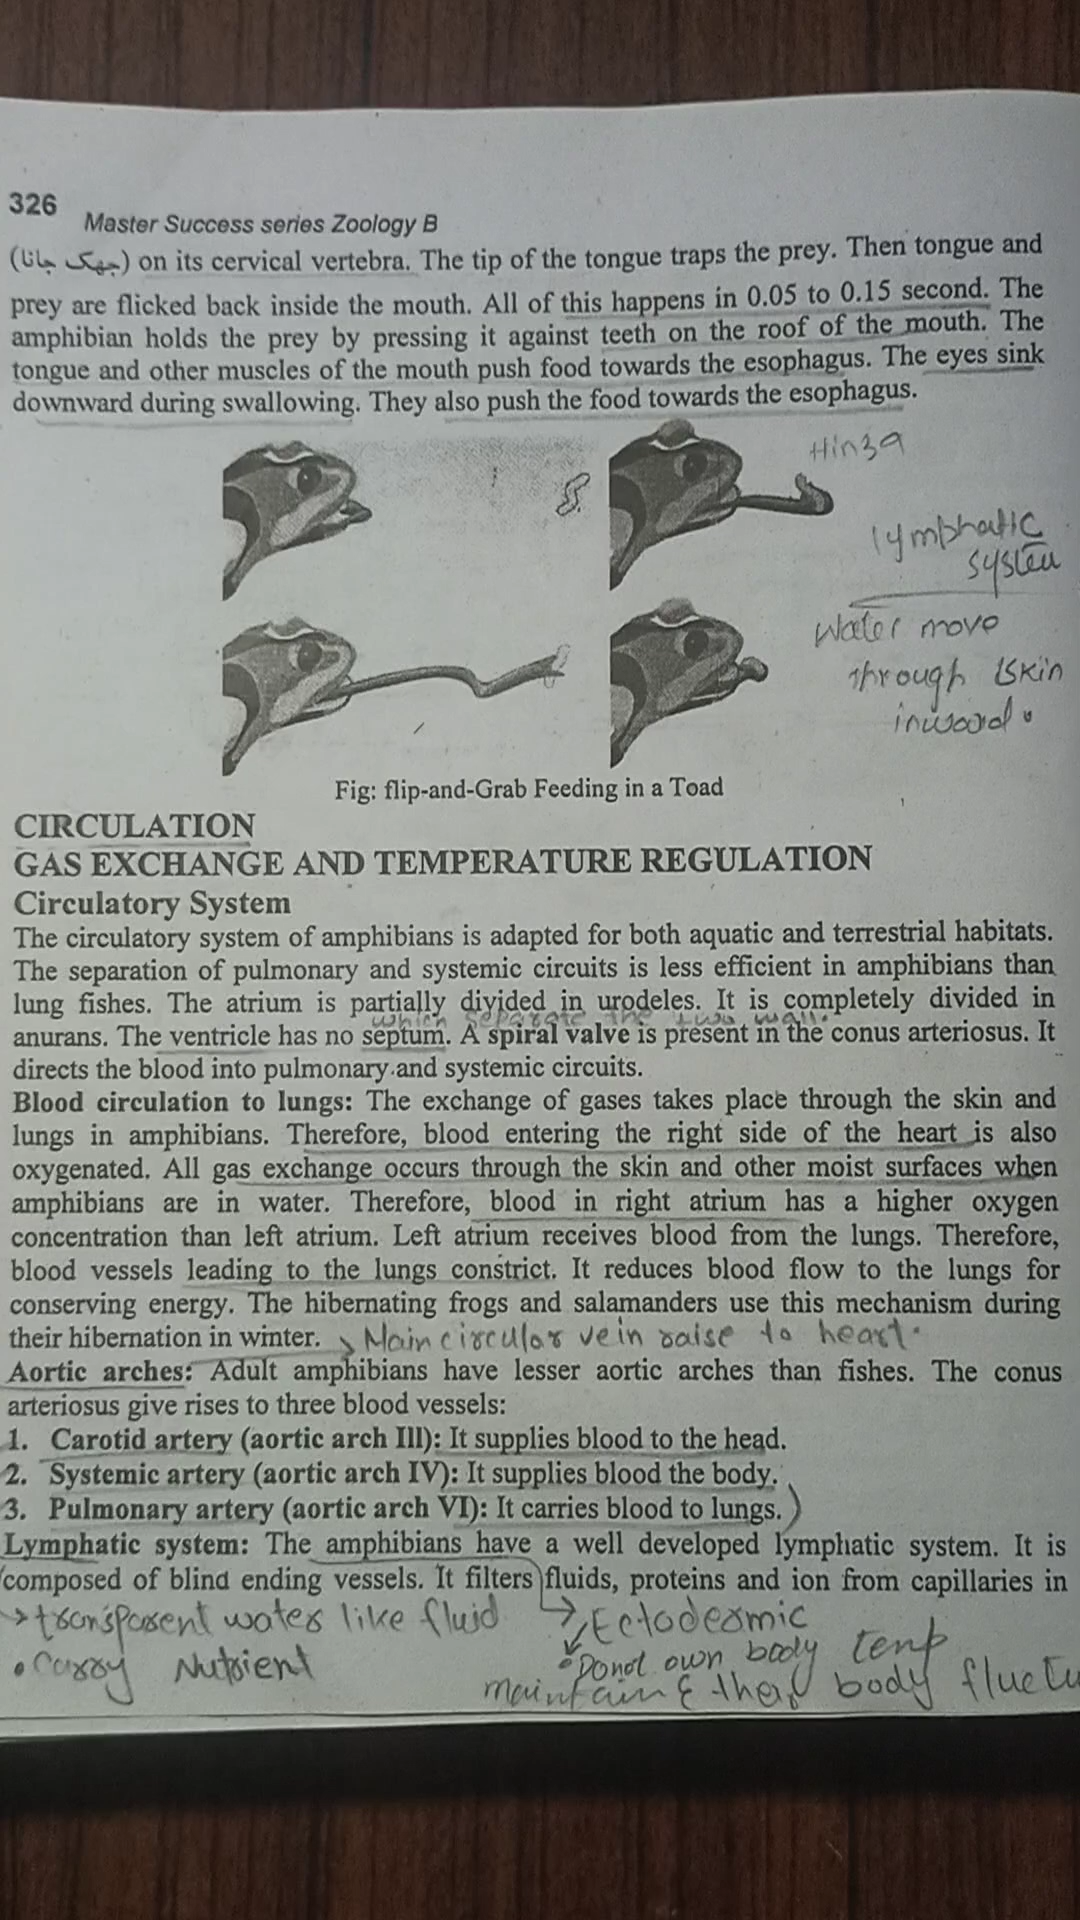 326
Master Success series Zoology B
(جھک جانا) on its cervical vertebra. The tip of the tongue traps the prey. Then tongue and
prey are flicked back inside the mouth. All of this happens in 0.05 to 0.15 second. The
amphibian holds the prey by pressing it against teeth on the roof of the mouth. The
tongue and other muscles of the mouth push food towards the esophagus. The eyes sink
downward during swallowing. They also push the food towards the esophagus.
Hinza
lymphatic
system
Water move
through skin
inward.
Fig: flip-and-Grab Feeding in a Toad
CIRCULATION
GAS EXCHANGE AND TEMPERATURE REGULATION
Circulatory System
The circulatory system of amphibians is adapted for both aquatic and terrestrial habitats.
The separation of pulmonary and systemic circuits is less efficient in amphibians than
lung fishes. The atrium is partially divided in urodeles. It is completely divided in
which separate the two wall.
anurans. The ventricle has no septum. A spiral valve is present in the conus arteriosus. It
directs the blood into pulmonary and systemic circuits.
Blood circulation to lungs: The exchange of gases takes place through the skin and
lungs in amphibians. Therefore, blood entering the right side of the heart is also
oxygenated. All gas exchange occurs through the skin and other moist surfaces when
amphibians are in water. Therefore, blood in right atrium has a higher oxygen
concentration than left atrium. Left atrium receives blood from the lungs. Therefore,
blood vessels leading to the lungs constrict. It reduces blood flow to the lungs for
conserving energy. The hibernating frogs and salamanders use this mechanism during
their hibernation in winter. → Main circular vein raise to heart.
Aortic arches: Adult amphibians have lesser aortic arches than fishes. The conus
arteriosus give rises to three blood vessels:
1. Carotid artery (aortic arch III): It supplies blood to the head.
2. Systemic artery (aortic arch IV): It supplies blood the body.
3. Pulmonary artery (aortic arch VI): It carries blood to lungs.)
Lymphatic system: The amphibians have a well developed lymphatic system. It is
composed of blind ending vessels. It filters fluids, proteins and ion from capillaries in
→ transparent water like fluid
• Carry Nutrient
→ Ectodermic
• Donot own body temp
maintain & body fluctu